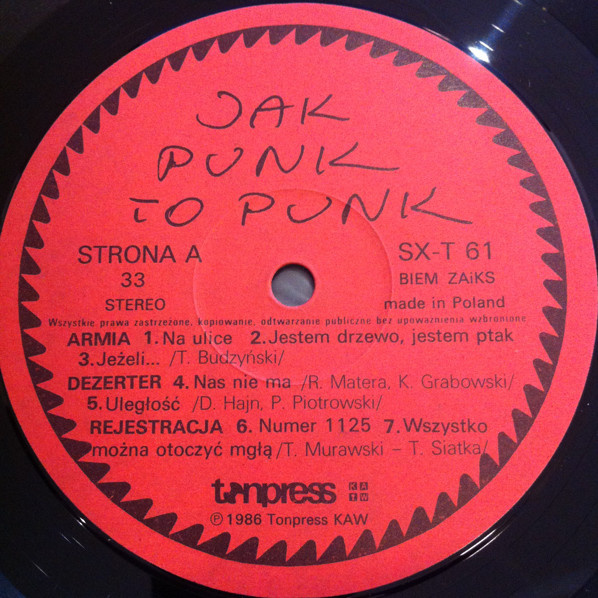 JAK
PUNK
TO PUNK
STRONA A
SX-T 61
33
BIEM ZAiKS
STEREO
made in Poland
Wszystkie prawa zastrzeżone, kopiowanie, odtwarzanie publiczne bez upoważnienia wzbronione
ARMIA 1. Na ulice 2. Jestem drzewo, jestem ptak
3. Jeżeli... /T. Budzyński/
DEZERTER 4. Nas nie ma /R. Matera, K. Grabowski/
5. Uległość /D. Hajn, P. Piotrowski/
REJESTRACJA 6. Numer 1125 7. Wszystko
można otoczyć mgłą /T. Murawski – T. Siatka/
tonpress KAW
℗ 1986 Tonpress KAW